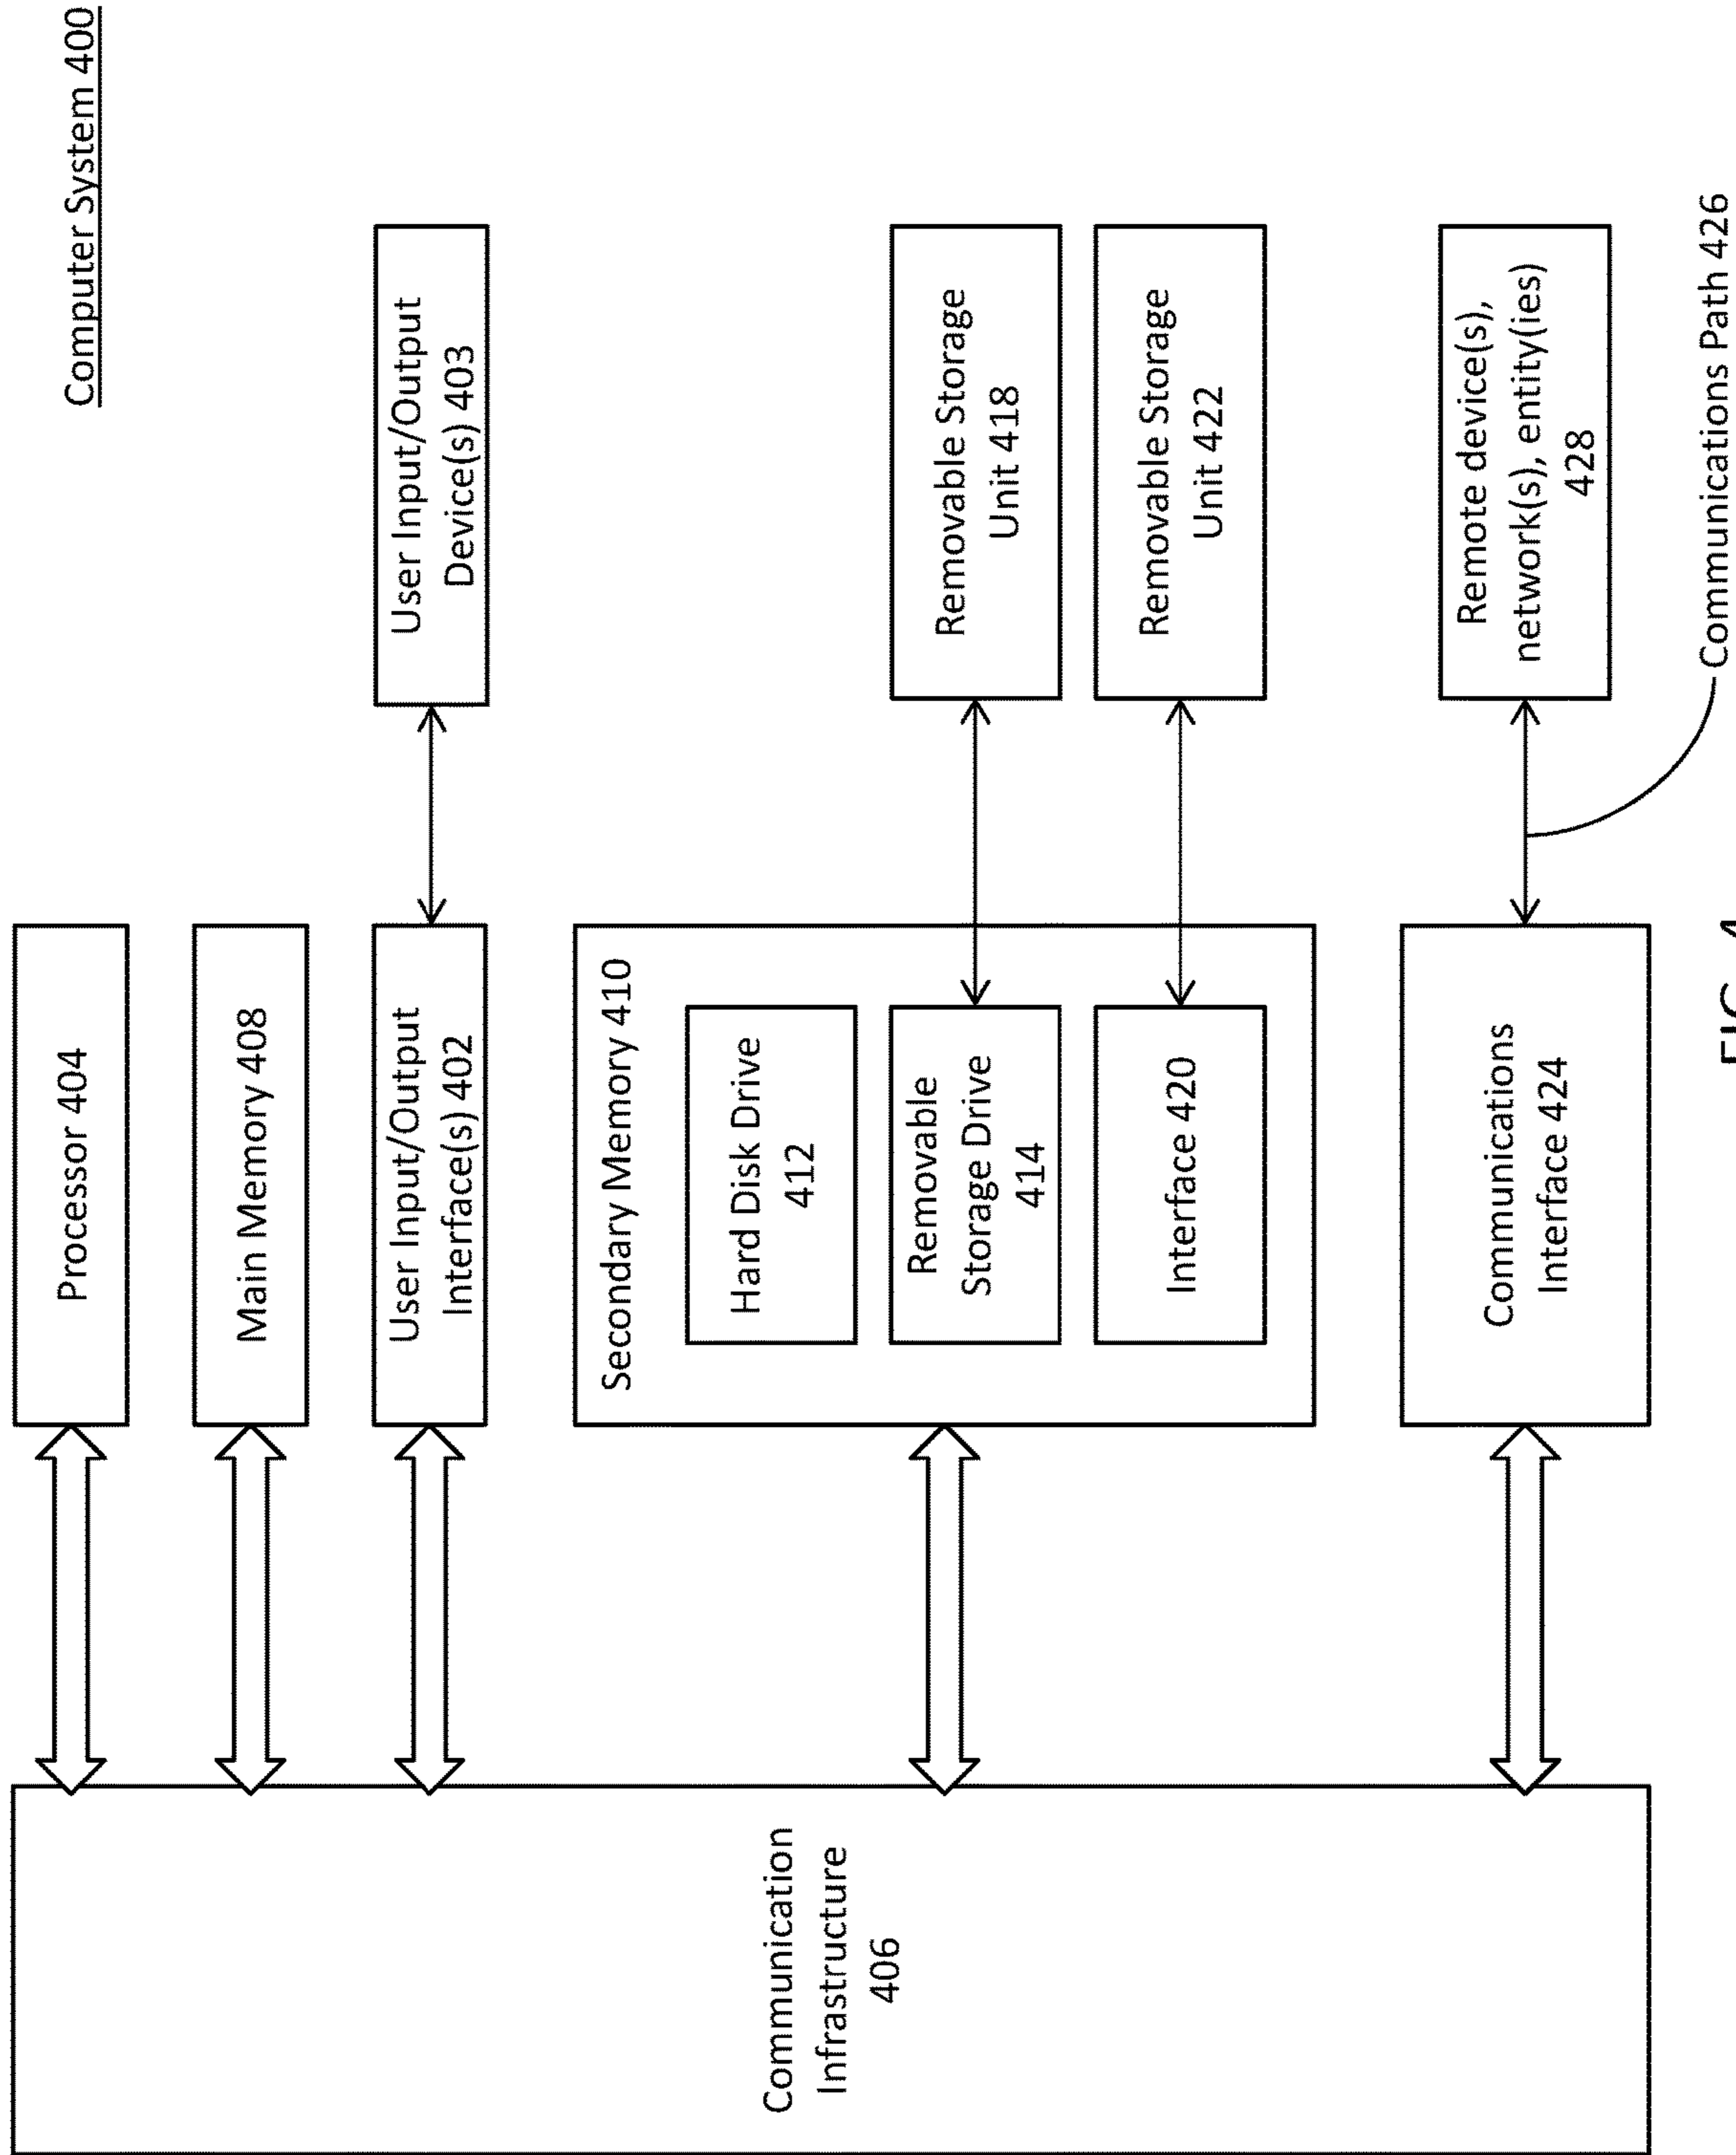 Computer System 400
Processor 404
Main Memory 408
User Input/Output
Interface(s) 402
User Input/Output
Device(s) 403
Communication
Infrastructure
406
Secondary Memory 410
Hard Disk Drive
412
Removable
Storage Drive
414
Interface 420
Removable Storage
Unit 418
Removable Storage
Unit 422
Communications
Interface 424
Remote device(s),
network(s), entity(ies)
428
Communications Path 426
FIG. 4